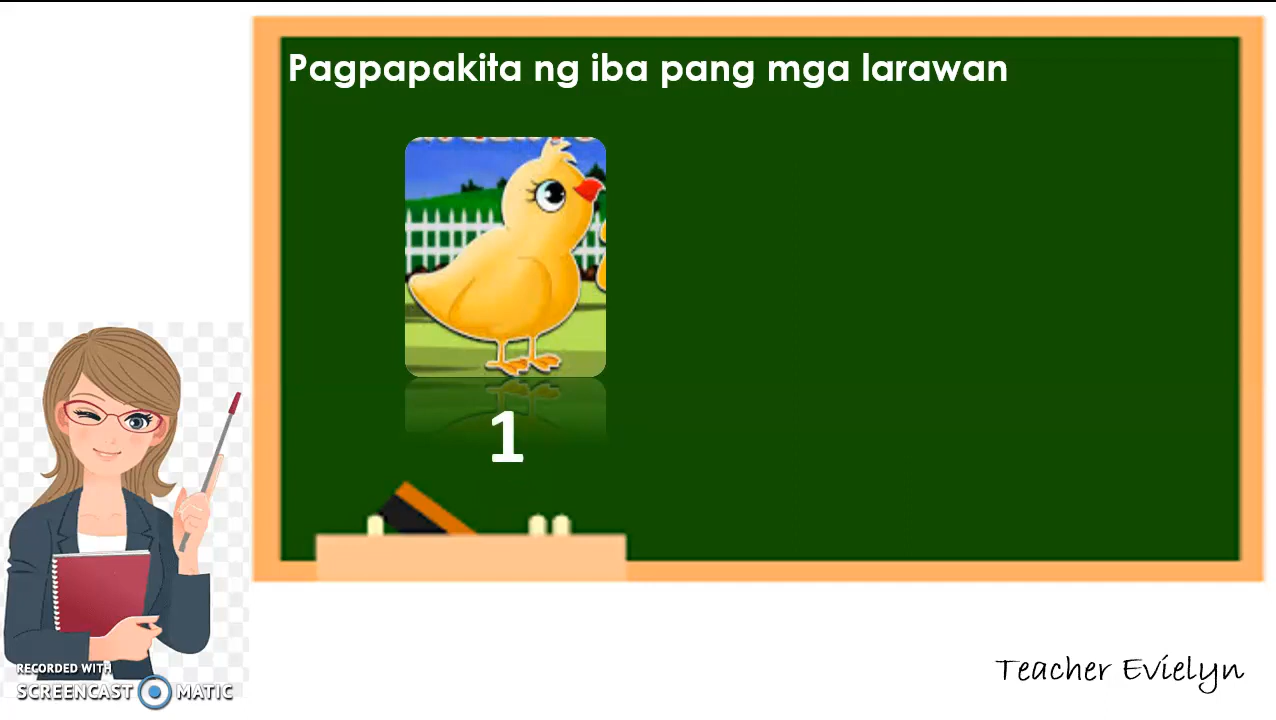 Pagpapakita ng iba pang mga larawan
1
RECORDED WITH
SCREENCAST MATIC
Teacher Evielyn